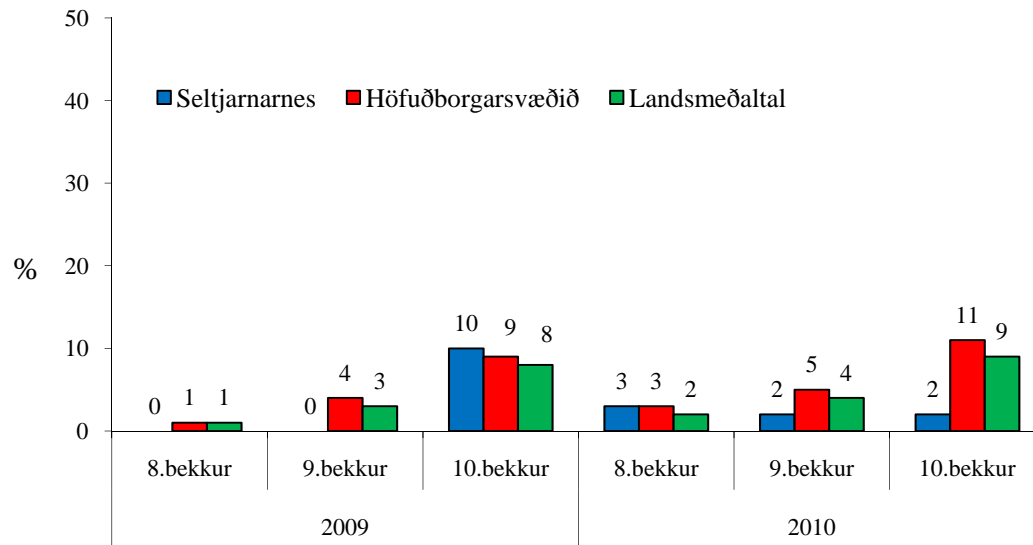 50
40
30
20
10
0
%
Seltjarnarnes Höfuðborgarsvæðið Landsmeðaltal
0 1 1 0 4 3 10 9 8 3 3 2 2 5 4 2 11 9
8.bekkur 9.bekkur 10.bekkur 8.bekkur 9.bekkur 10.bekkur
2009 2010